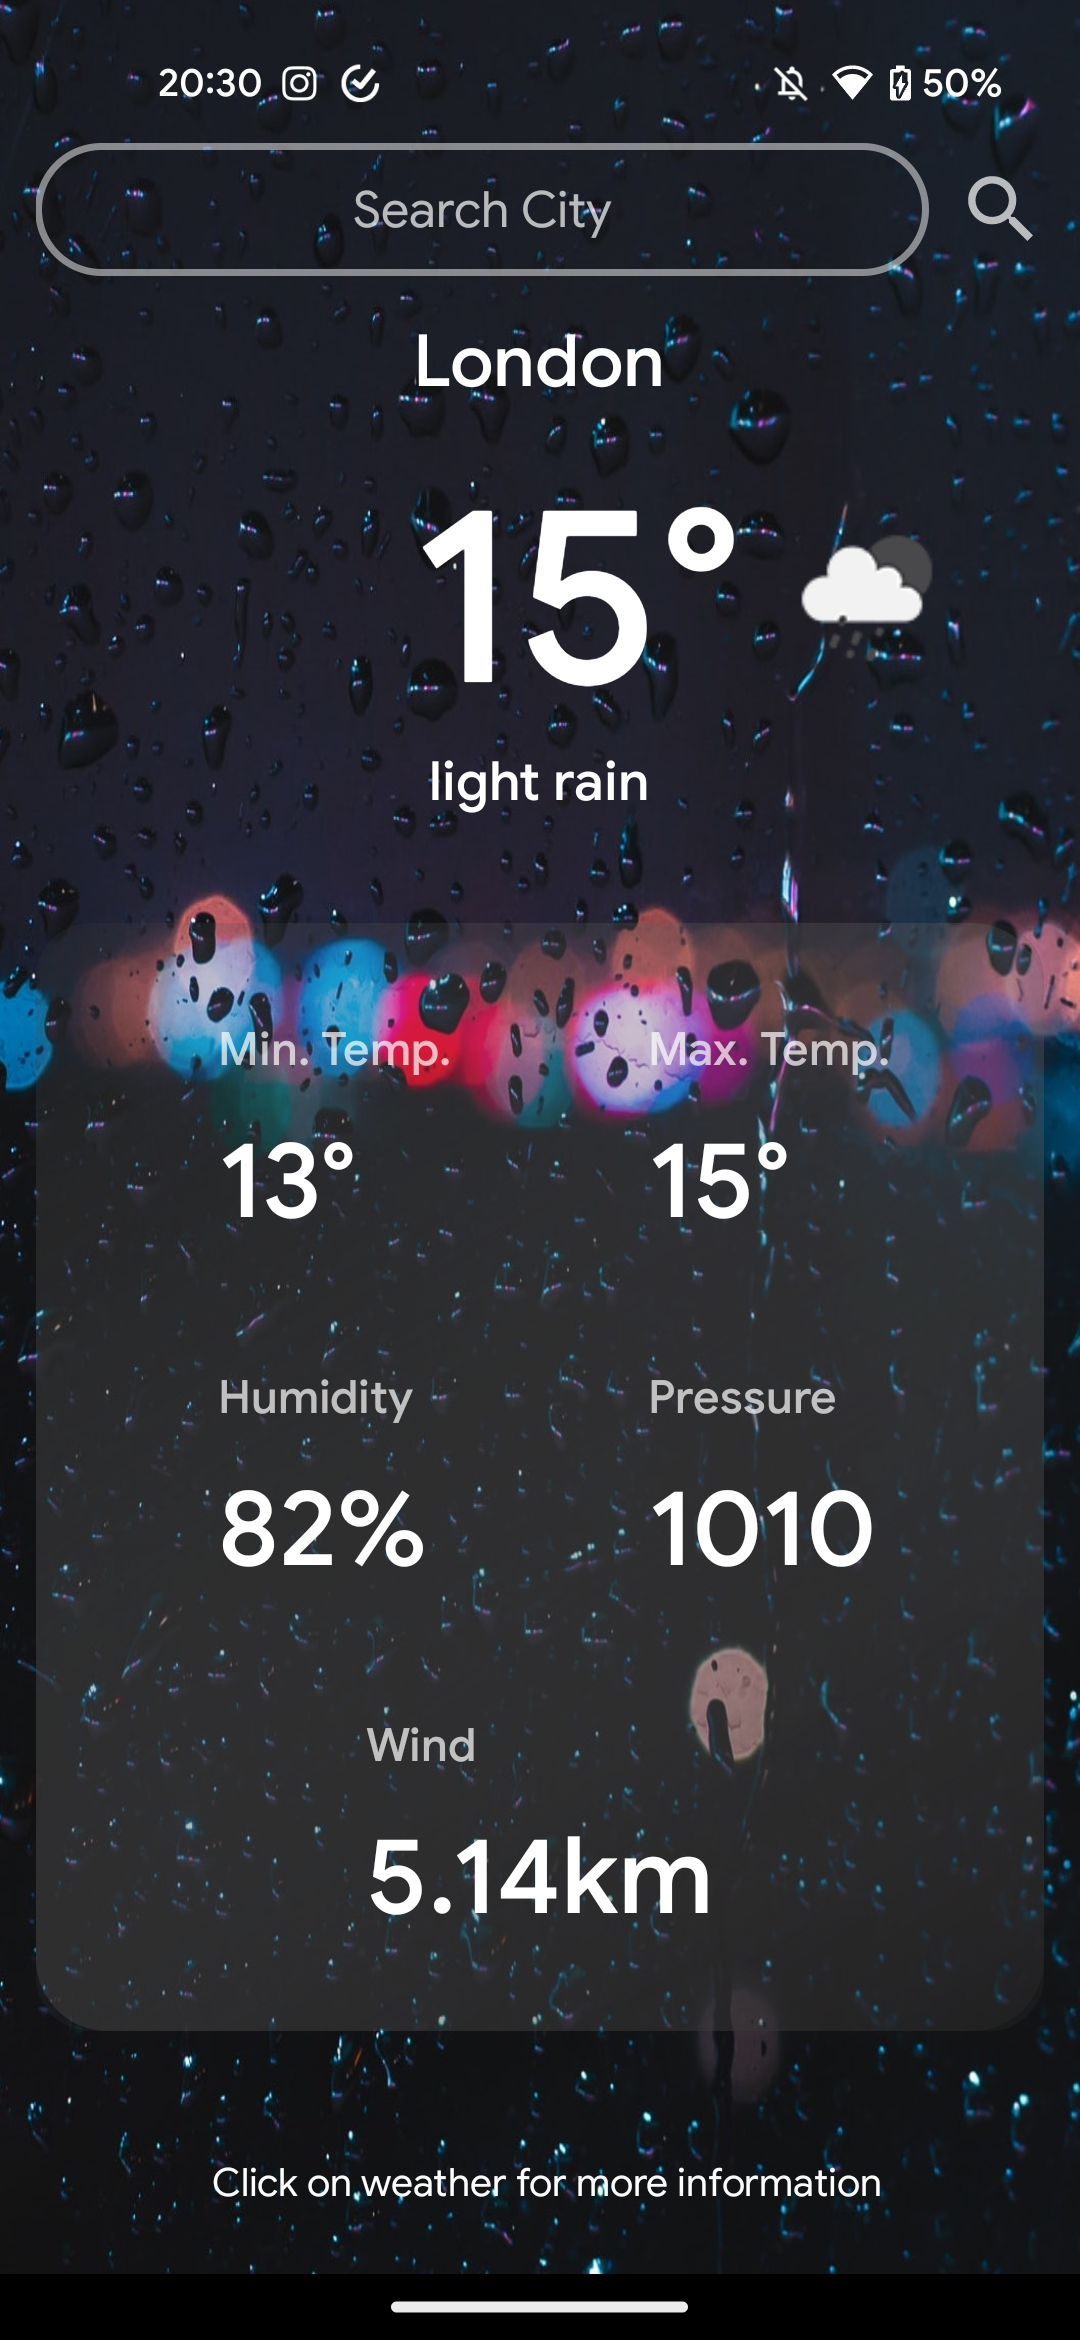 20:30 50%
Search City
London
15°
light rain
Min. Temp. Max. Temp.
13° 15°
Humidity Pressure
82% 1010
Wind
5.14km
Click on weather for more information